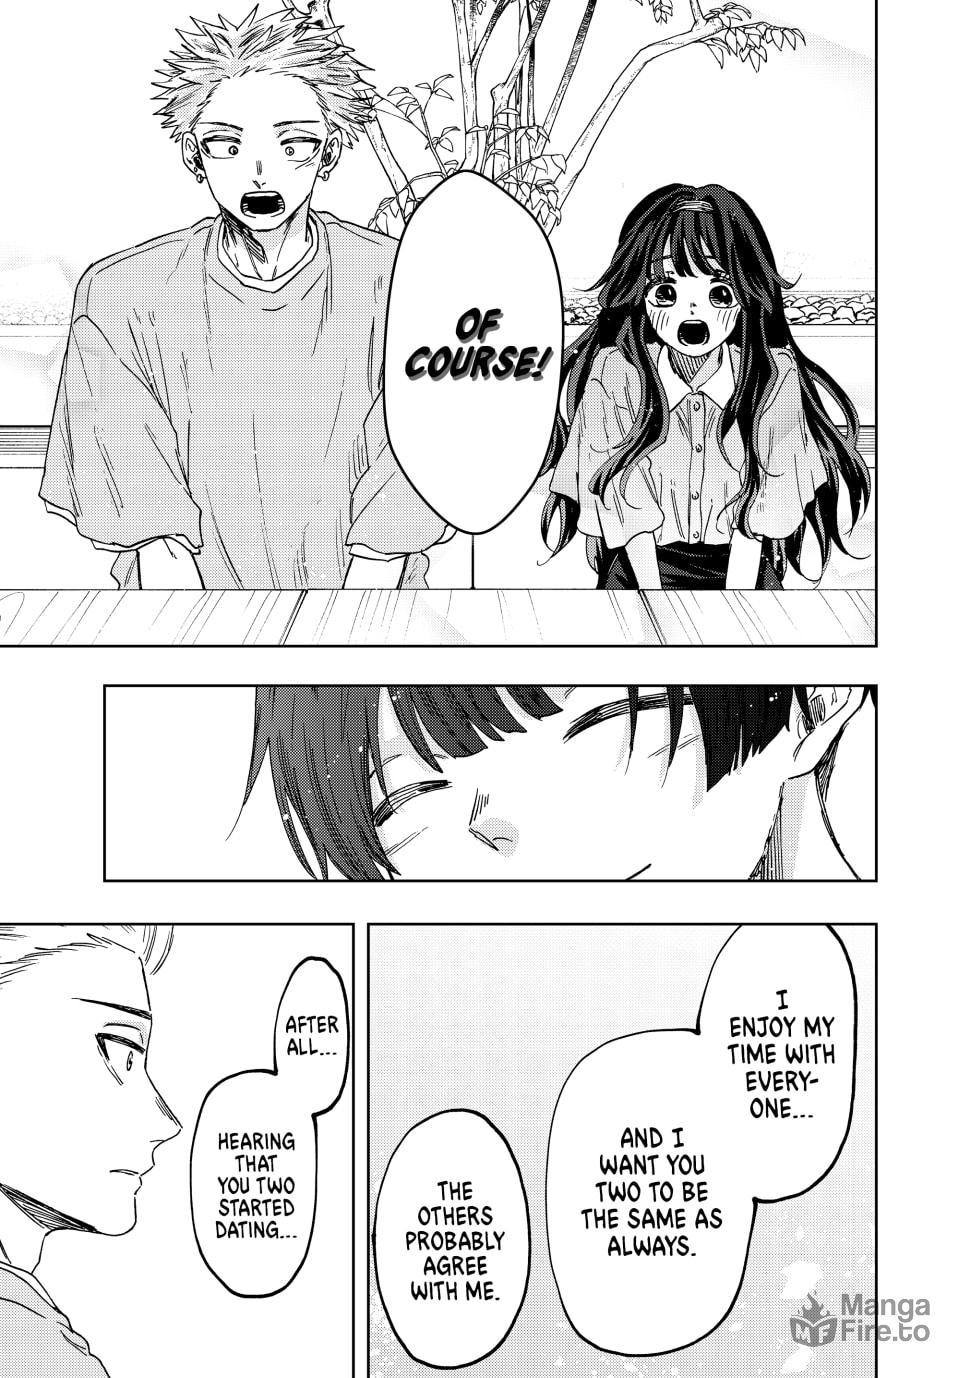 OF
COURSE!
I
ENJOY MY
TIME WITH
EVERY-
ONE...
AND I
WANT YOU
TWO TO BE
THE SAME AS
ALWAYS.
THE
OTHERS
PROBABLY
AGREE
WITH ME.
AFTER
ALL...
HEARING
THAT
YOU TWO
STARTED
DATING...
MF
Manga
Fire.to